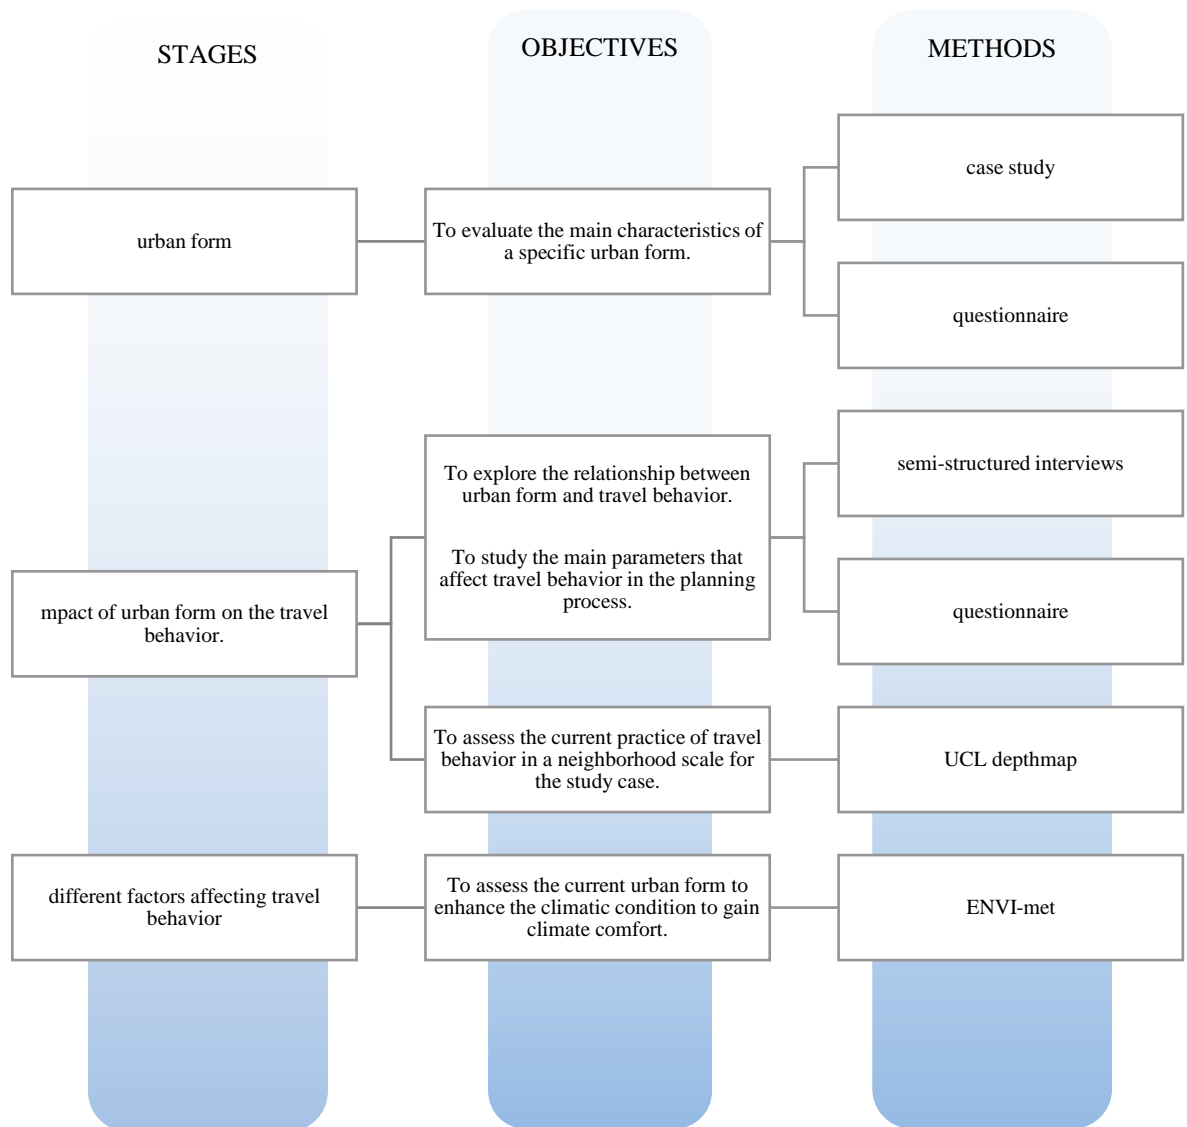 STAGES
OBJECTIVES
METHODS
urban form
To evaluate the main characteristics of
a specific urban form.
case study
questionnaire
mpact of urban form on the travel
behavior.
To explore the relationship between
urban form and travel behavior.
To study the main parameters that
affect travel behavior in the planning
process.
semi-structured interviews
questionnaire
To assess the current practice of travel
behavior in a neighborhood scale for
the study case.
UCL depthmap
different factors affecting travel
behavior
To assess the current urban form to
enhance the climatic condition to gain
climate comfort.
ENVI-met